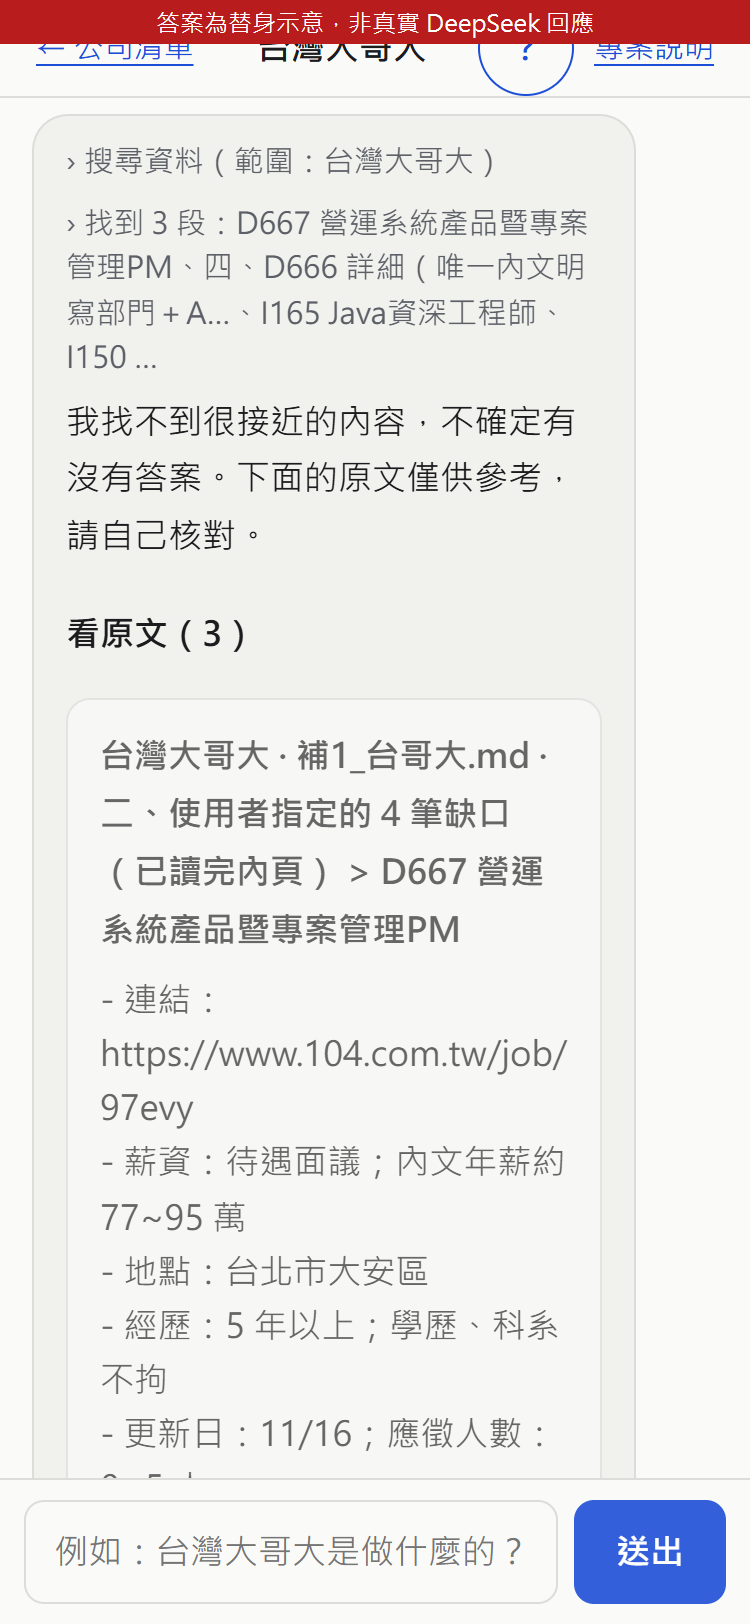 答案為替身示意，非真實 DeepSeek 回應
← 公司清單 台灣大哥大 ? 專案說明
› 搜尋資料（範圍：台灣大哥大）
› 找到 3 段：D667 營運系統產品暨專案
管理PM、四、D666 詳細（唯一內文明
寫部門＋A...、I165 Java資深工程師、
I150 ...
我找不到很接近的內容，不確定有
沒有答案。下面的原文僅供參考，
請自己核對。
看原文（3）
台灣大哥大 · 補1_台哥大.md ·
二、使用者指定的 4 筆缺口
（已讀完內頁） > D667 營運
系統產品暨專案管理PM
- 連結：
https://www.104.com.tw/job/
97evy
- 薪資：待遇面議；內文年薪約
77~95 萬
- 地點：台北市大安區
- 經歷：5 年以上；學歷、科系
不拘
- 更新日：11/16；應徵人數：
例如：台灣大哥大是做什麼的？
送出